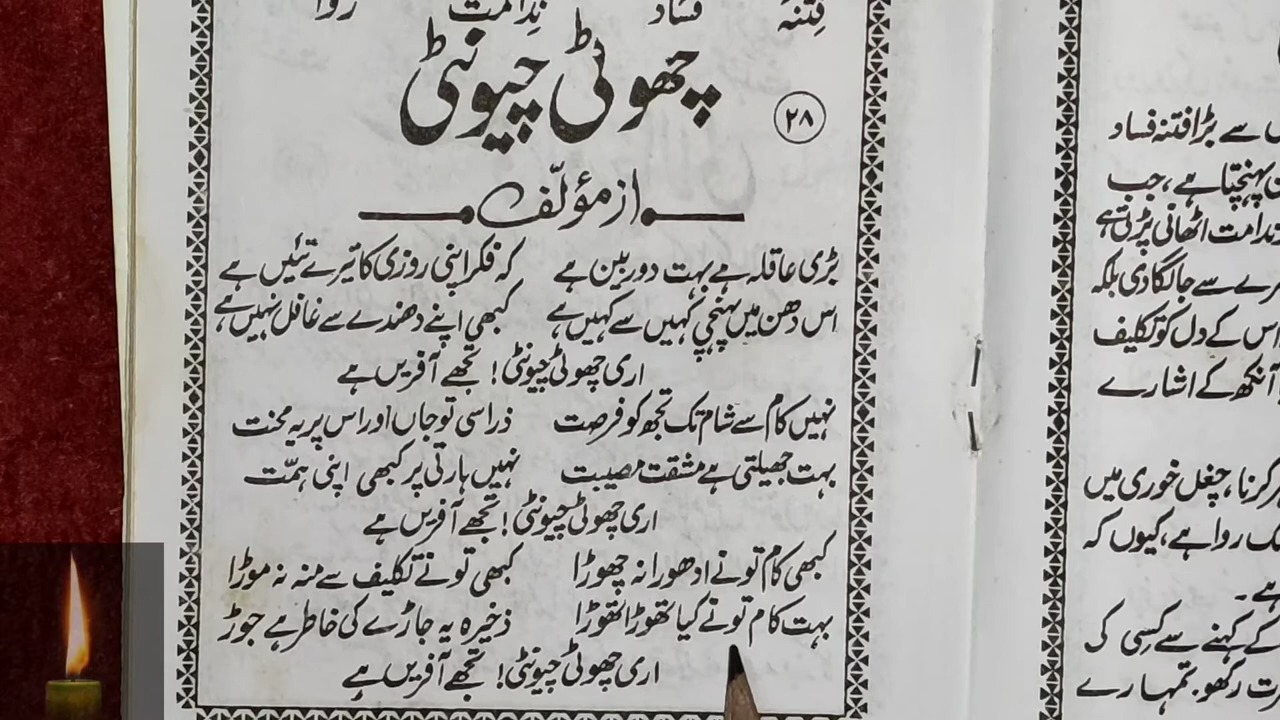 فتنہ فساد ندامت روا
چھوٹی چیونٹی
۲۸
از مؤلّف
بڑی عاقلہ ہے بہت دور بین ہے کہ فکر اپنی روزی کا تیرے تئیں ہے
اس دھن میں پہنچی کہیں سے کہیں ہے کبھی اپنے دھندے سے غافل نہیں ہے
اری چھوٹی چیونٹی! تجھے آفریں ہے
نہیں کام سے شام تک تجھ کو فرصت ذرا سی تو جاں اور اس پر یہ محنت
بہت جھیلتی ہے مشقت مصیبت نہیں ہارتی پر کبھی اپنی ہمّت
اری چھوٹی چیونٹی! تجھے آفریں ہے
کبھی کام تو نے ادھورا نہ چھوڑا کبھی تو نے تکلیف سے منہ نہ موڑا
بہت کام تو نے کیا تھوڑا تھوڑا ذخیرہ یہ جاڑے کی خاطر ہے جوڑا
اری چھوٹی چیونٹی! تجھے آفریں ہے
سے بڑا فتنہ فساد
پہنچتا ہے، جب
ندامت اٹھانی پڑتی ہے
سے جا لگا دی بلکہ
اس کے دل کو تکلیف
آنکھ کے اشارے
کرنا، چغل خوری میں
روا ہے، کیوں کہ
ہے۔
کے کہنے سے کسِی کی
رکھو۔ تمہارے